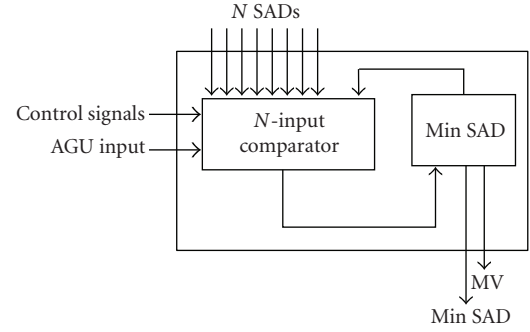 N SADs
Control signals
AGU input
N-input
comparator
Min SAD
MV
Min SAD